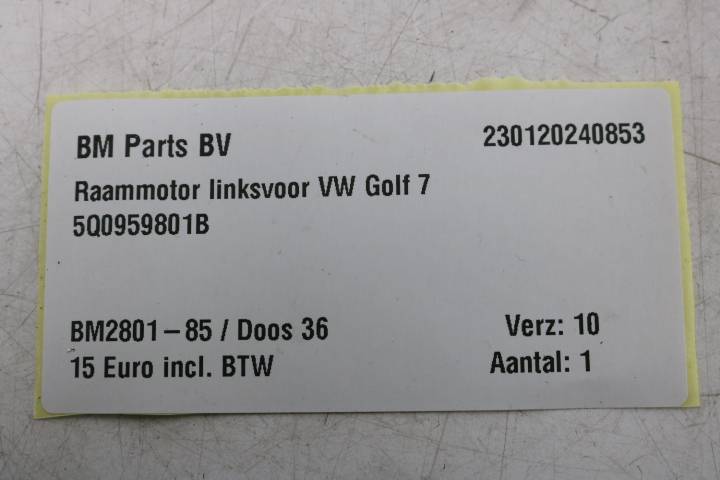 BM Parts BV 230120240853
Raammotor linksvoor VW Golf 7
5Q0959801B
BM2801-85 / Doos 36 Verz: 10
15 Euro incl. BTW Aantal: 1